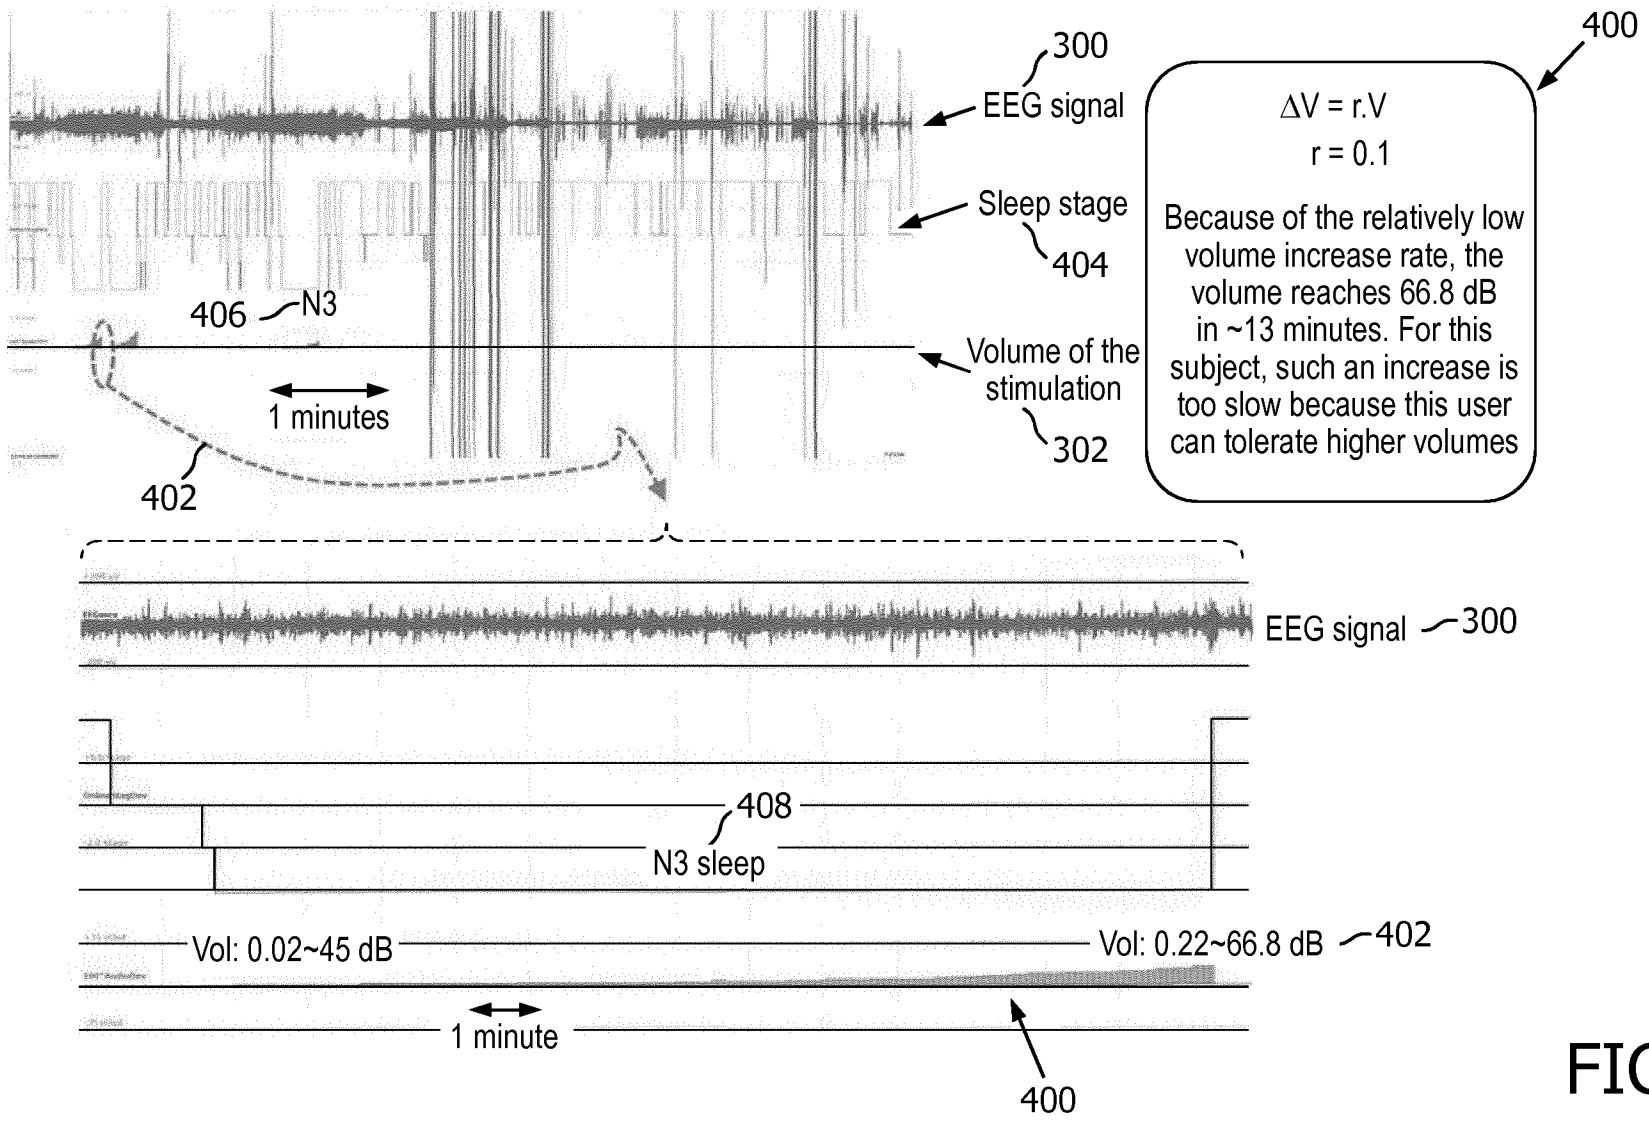 400
300
EEG signal
ΔV = r.V
r = 0.1
Because of the relatively low
volume increase rate, the
volume reaches 66.8 dB
in ~13 minutes. For this
subject, such an increase is
too slow because this user
can tolerate higher volumes
Sleep stage
404
406 N3
Volume of the
stimulation
302
1 minutes
402
EEG signal 300
408
N3 sleep
Vol: 0.02~45 dB
Vol: 0.22~66.8 dB 402
1 minute
400
FIG